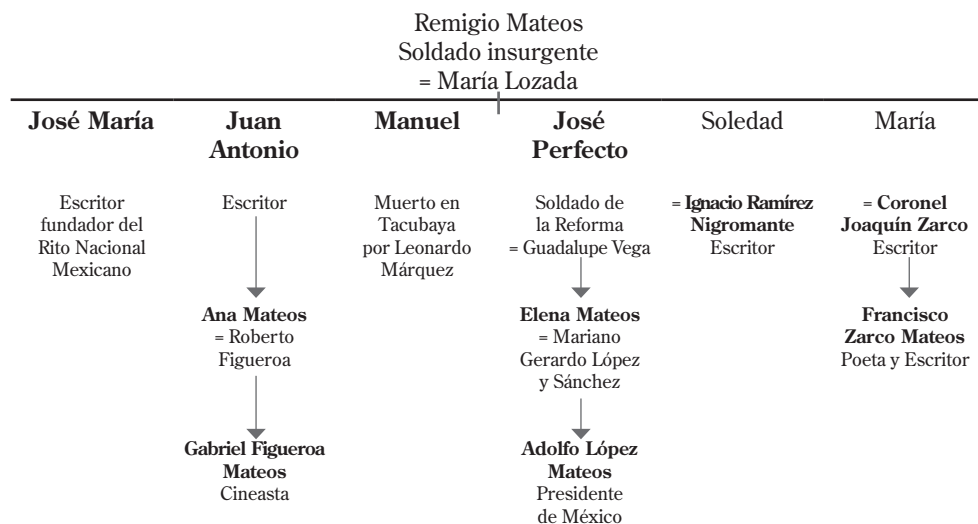 Remigio Mateos
Soldado insurgente
= María Lozada
José María
Juan
Antonio
Manuel
José
Perfecto
Soledad
María
Escritor
fundador del
Rito Nacional
Mexicano
Escritor
Muerto en
Tacubaya
por Leonardo
Márquez
Soldado de
la Reforma
= Guadalupe Vega
= Ignacio Ramírez
Nigromante
Escritor
= Coronel
Joaquín Zarco
Escritor
Ana Mateos
= Roberto
Figueroa
Elena Mateos
= Mariano
Gerardo López
y Sánchez
Francisco
Zarco Mateos
Poeta y Escritor
Gabriel Figueroa
Mateos
Cineasta
Adolfo López
Mateos
Presidente
de México